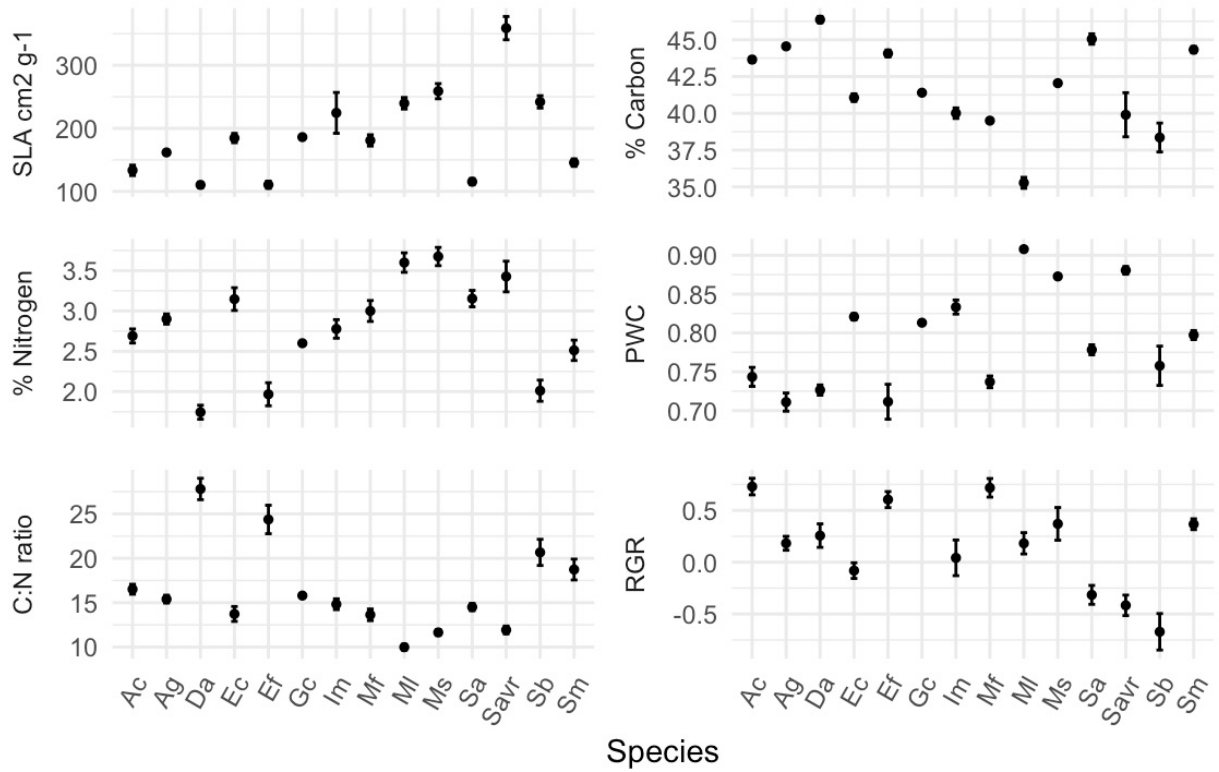 SLA cm2 g-1
300
200
100
% Carbon
45.0
42.5
40.0
37.5
35.0
% Nitrogen
3.5
3.0
2.5
2.0
PWC
0.90
0.85
0.80
0.75
0.70
C:N ratio
25
20
15
10
RGR
0.5
0.0
-0.5
Ac Ag Da Ec Ef Gc Im Mf Ml Ms Sa Savr Sb Sm
Ac Ag Da Ec Ef Gc Im Mf Ml Ms Sa Savr Sb Sm
Species